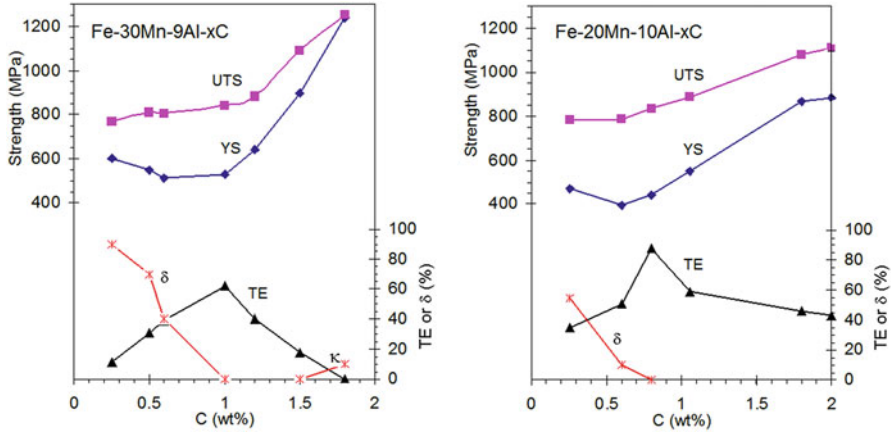 Fe-30Mn-9Al-xC
Strength (MPa)
1200
1000
800
600
400
UTS
YS
δ
TE
κ
100
80
60
40
20
0
TE or δ (%)
0 0.5 1 1.5 2
C (wt%)
Fe-20Mn-10Al-xC
Strength (MPa)
1200
1000
800
600
400
UTS
YS
TE
δ
100
80
60
40
20
0
TE or δ (%)
0 0.5 1 1.5 2
C (wt%)